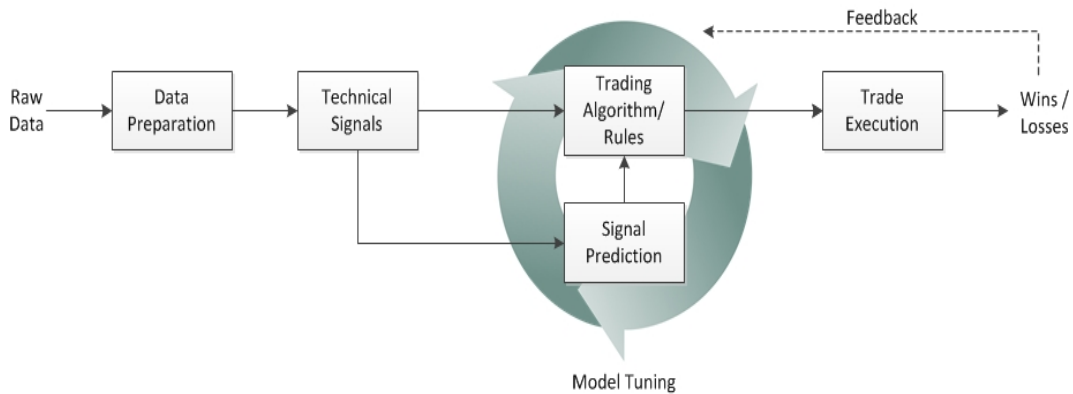 Feedback
Raw
Data
Data
Preparation
Technical
Signals
Trading
Algorithm/
Rules
Trade
Execution
Wins /
Losses
Signal
Prediction
Model Tuning